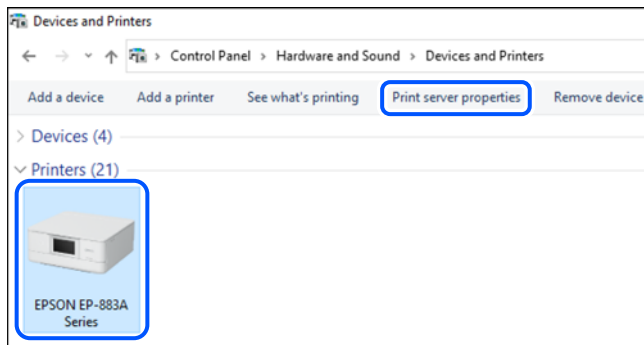 Devices and Printers
Control Panel > Hardware and Sound > Devices and Printers
Add a device Add a printer See what's printing Print server properties Remove device
Devices (4)
Printers (21)
EPSON EP-883A
Series